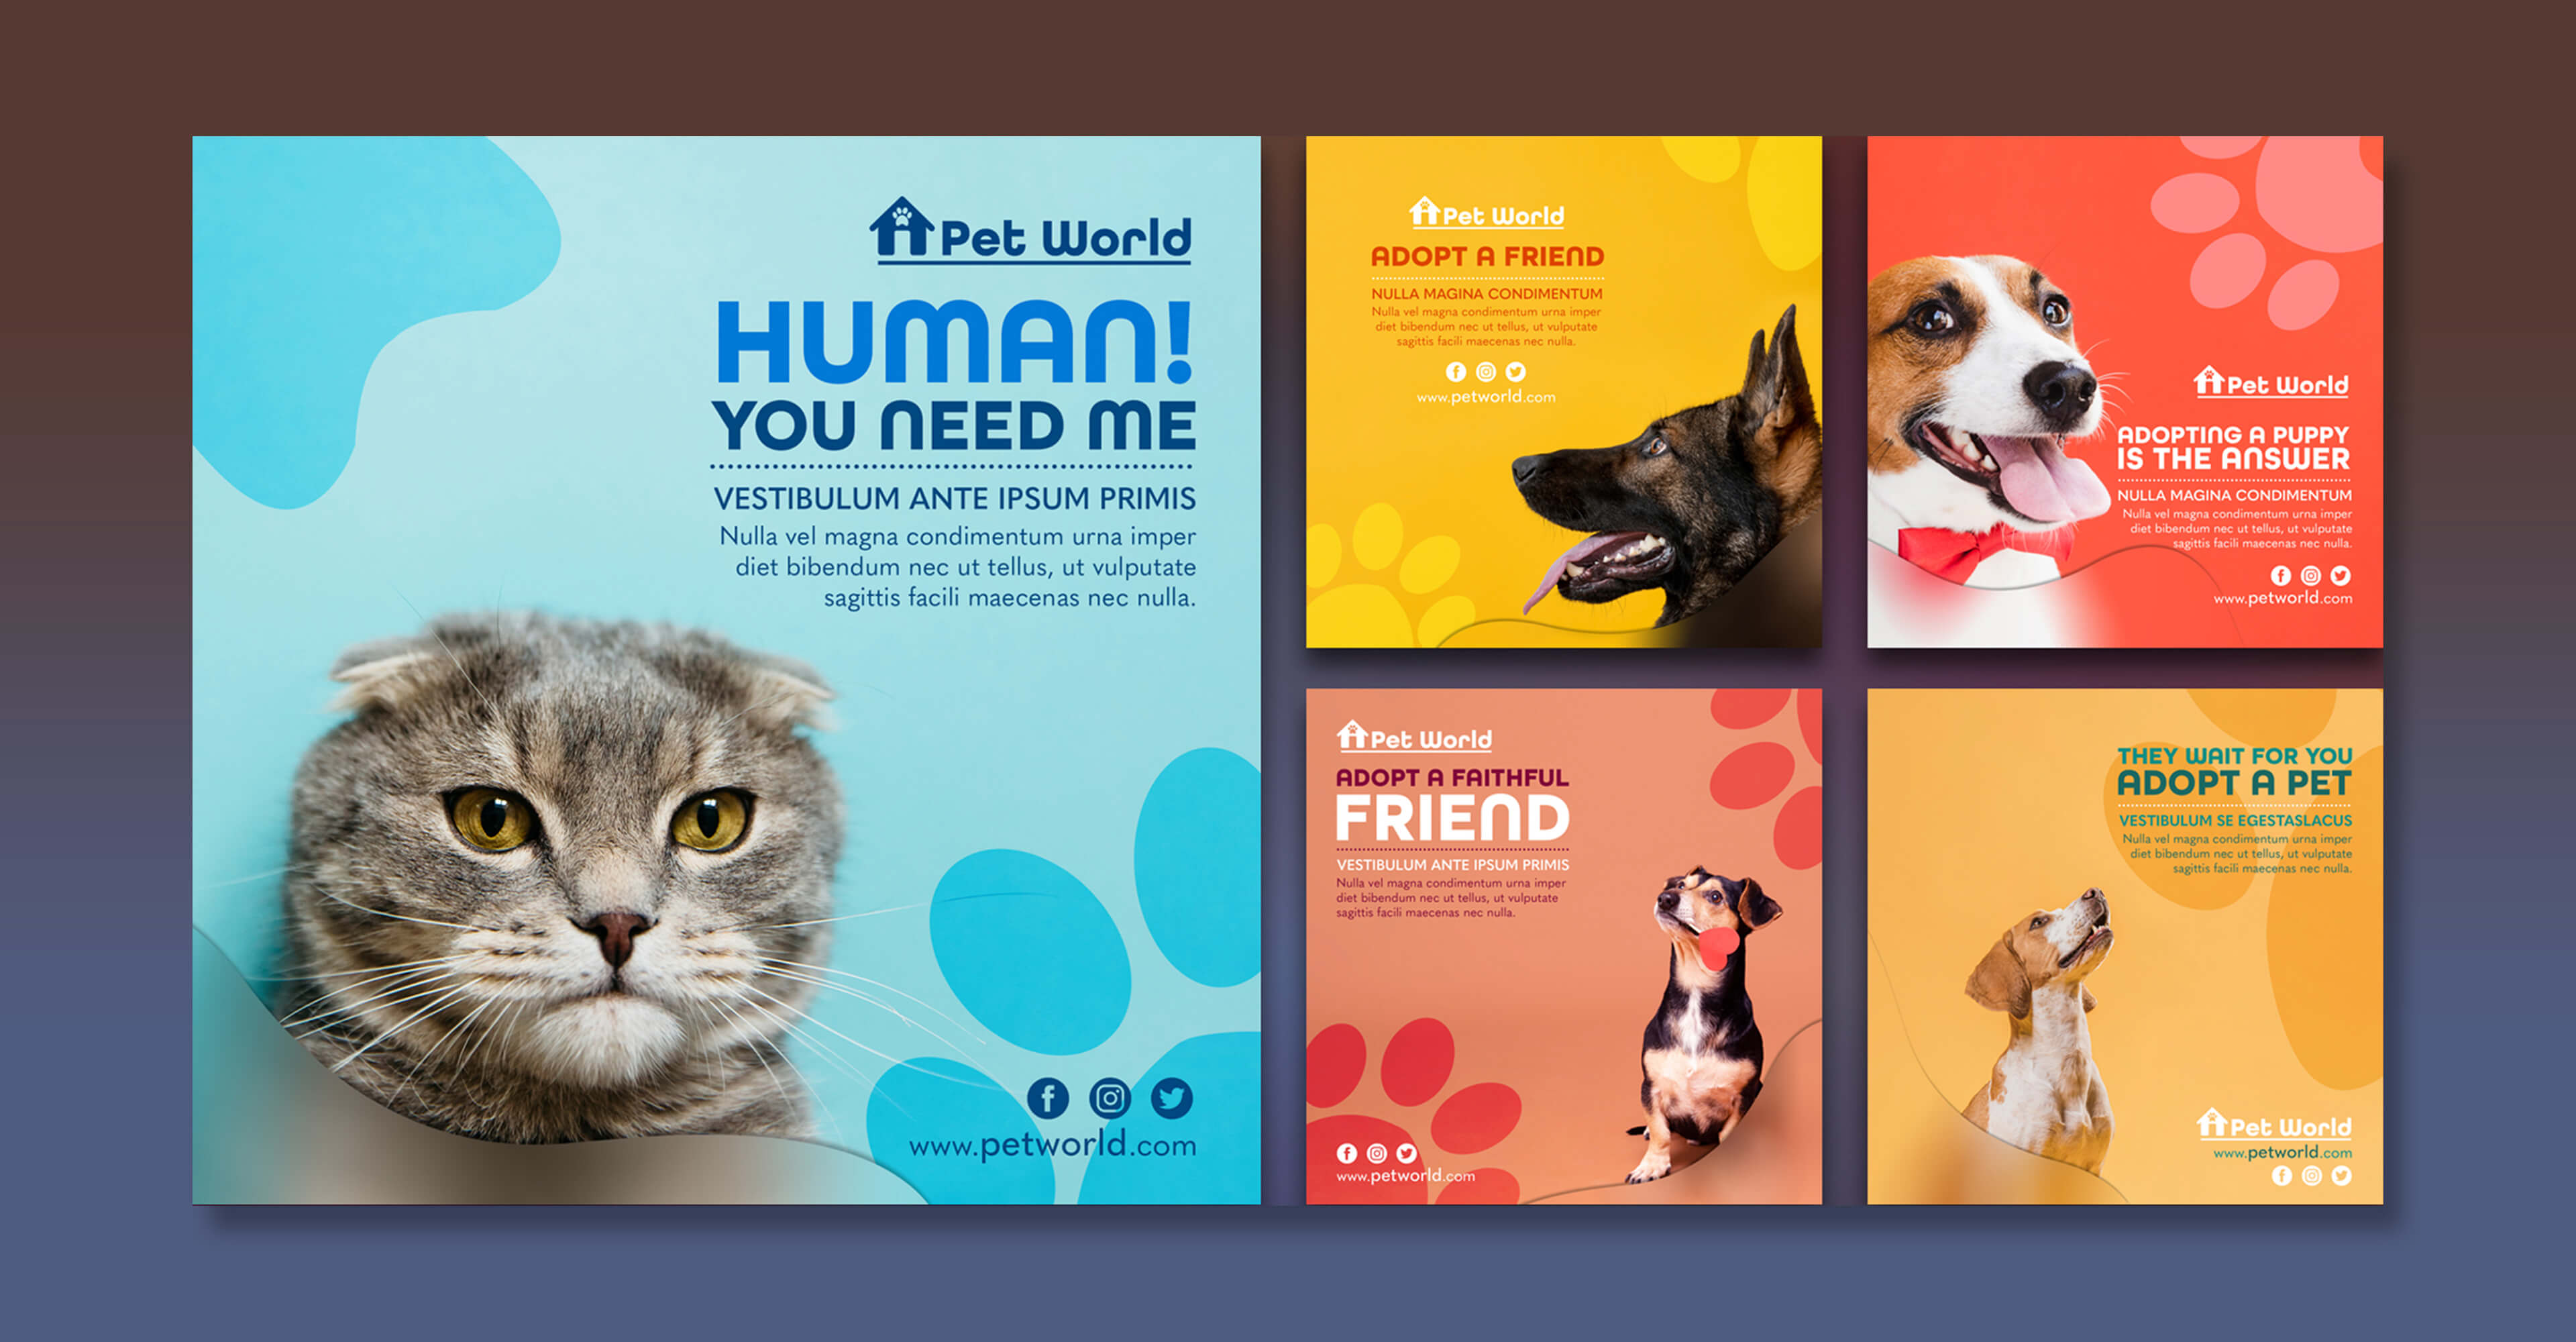 Pet World
HUMAN!
YOU NEED ME
VESTIBULUM ANTE IPSUM PRIMIS
Nulla vel magna condimentum urna imper
diet bibendum nec ut tellus, ut vulputate
sagittis facili maecenas nec nulla.
www.petworld.com
Pet World
ADOPT A FRIEND
NULLA MAGINA CONDIMENTUM
Nulla vel magna condimentum urna imper
diet bibendum nec ut tellus, ut vulputate
sagittis facili maecenas nec nulla.
www.petworld.com
Pet World
ADOPTING A PUPPY
IS THE ANSWER
NULLA MAGINA CONDIMENTUM
Nulla vel magna condimentum urna imper
diet bibendum nec ut tellus, ut vulputate
sagittis facili maecenas nec nulla.
www.petworld.com
Pet World
ADOPT A FAITHFUL
FRIEND
VESTIBULUM ANTE IPSUM PRIMIS
Nulla vel magna condimentum urna imper
diet bibendum nec ut tellus, ut vulputate
sagittis facili maecenas nec nulla.
www.petworld.com
THEY WAIT FOR YOU
ADOPT A PET
VESTIBULUM SE EGESTASLACUS
Nulla vel magna condimentum urna imper
diet bibendum nec ut tellus, ut vulputate
sagittis facili maecenas nec nulla.
Pet World
www.petworld.com